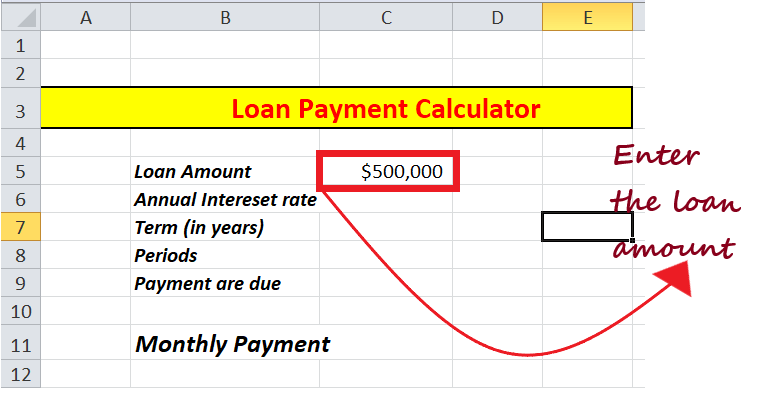 A B C D E
1
2
3 Loan Payment Calculator
4
5 Loan Amount $500,000
6 Annual Intereset rate
7 Term (in years)
8 Periods
9 Payment are due
10
11 Monthly Payment
12
Enter
the loan
amount